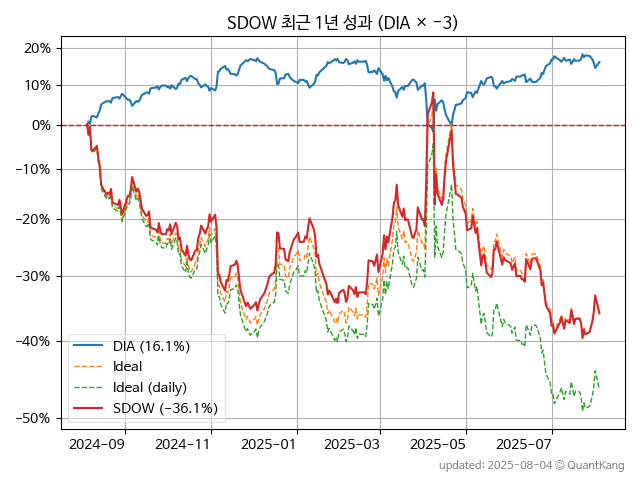 SDOW 최근 1년 성과 (DIA × −3)
20%
10%
0%
−10%
−20%
−30%
−40%
−50%
DIA (16.1%)
Ideal
Ideal (daily)
SDOW (−36.1%)
2024-09
2024-11
2025-01
2025-03
2025-05
2025-07
updated: 2025-08-04 © QuantKang